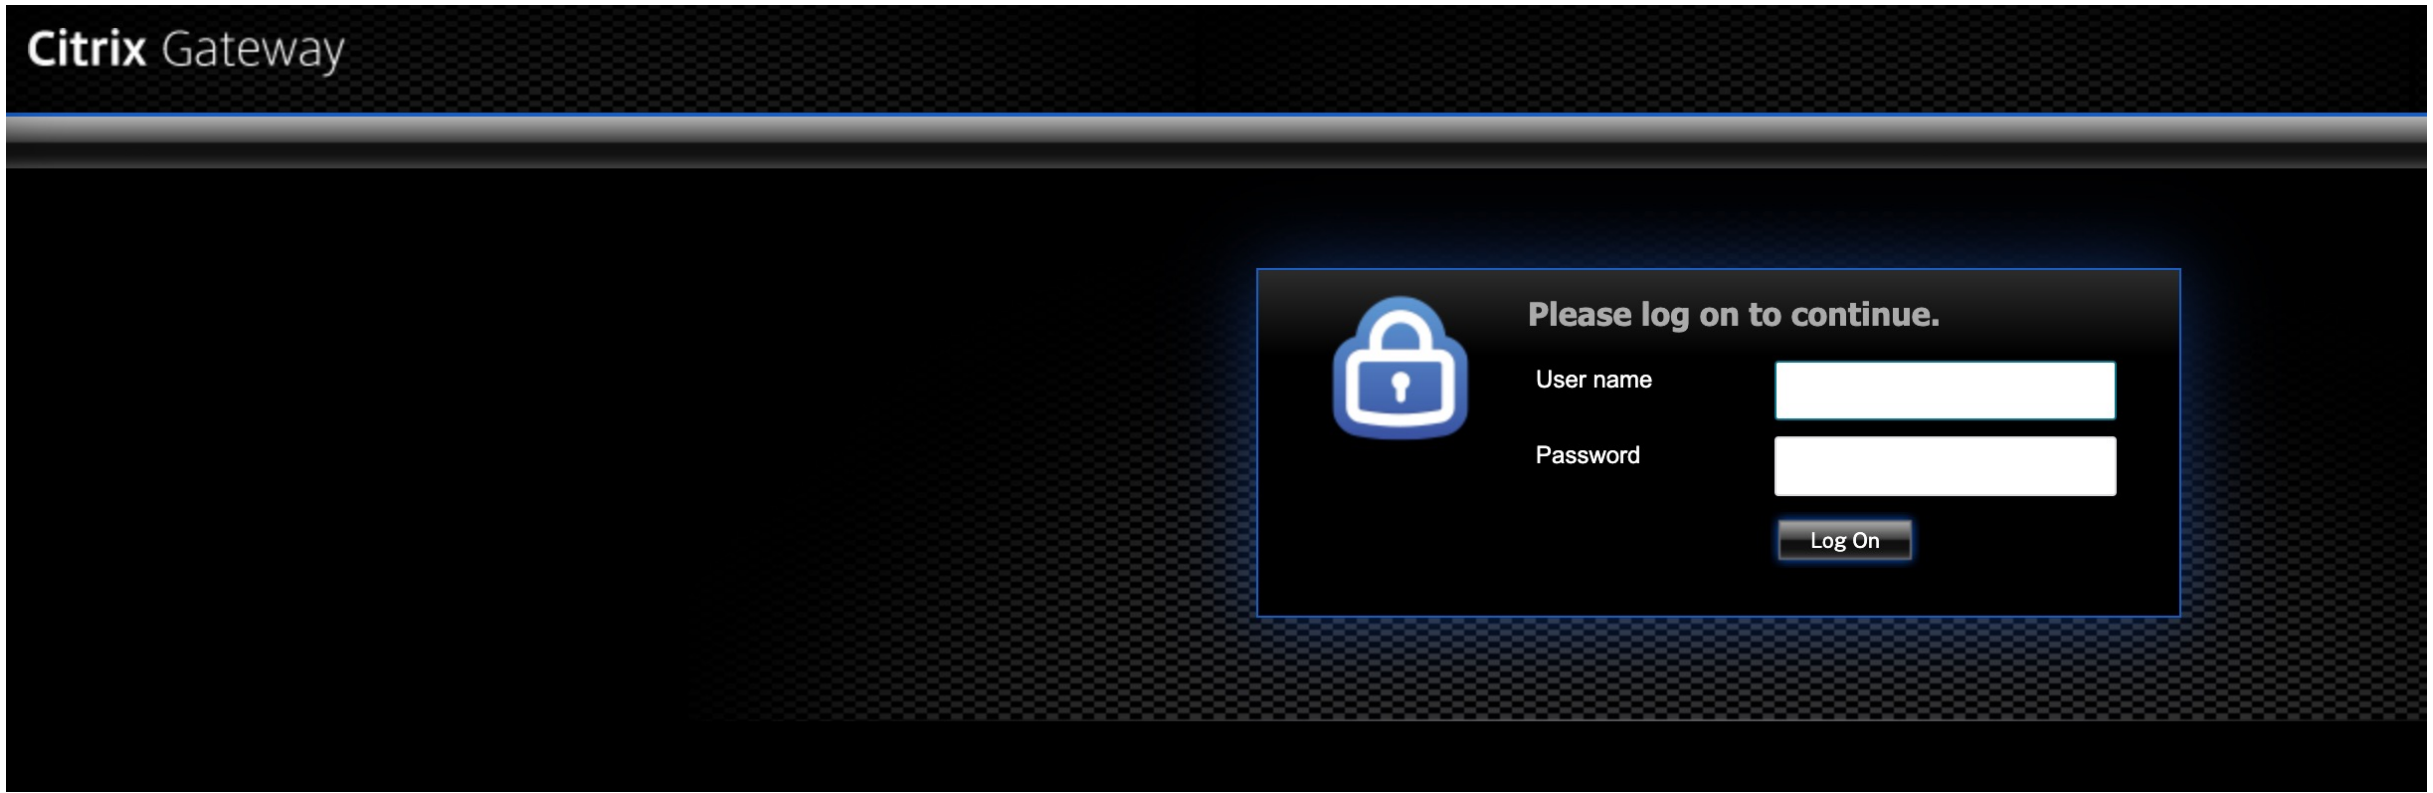 Citrix Gateway
Please log on to continue.
User name
Password
Log On